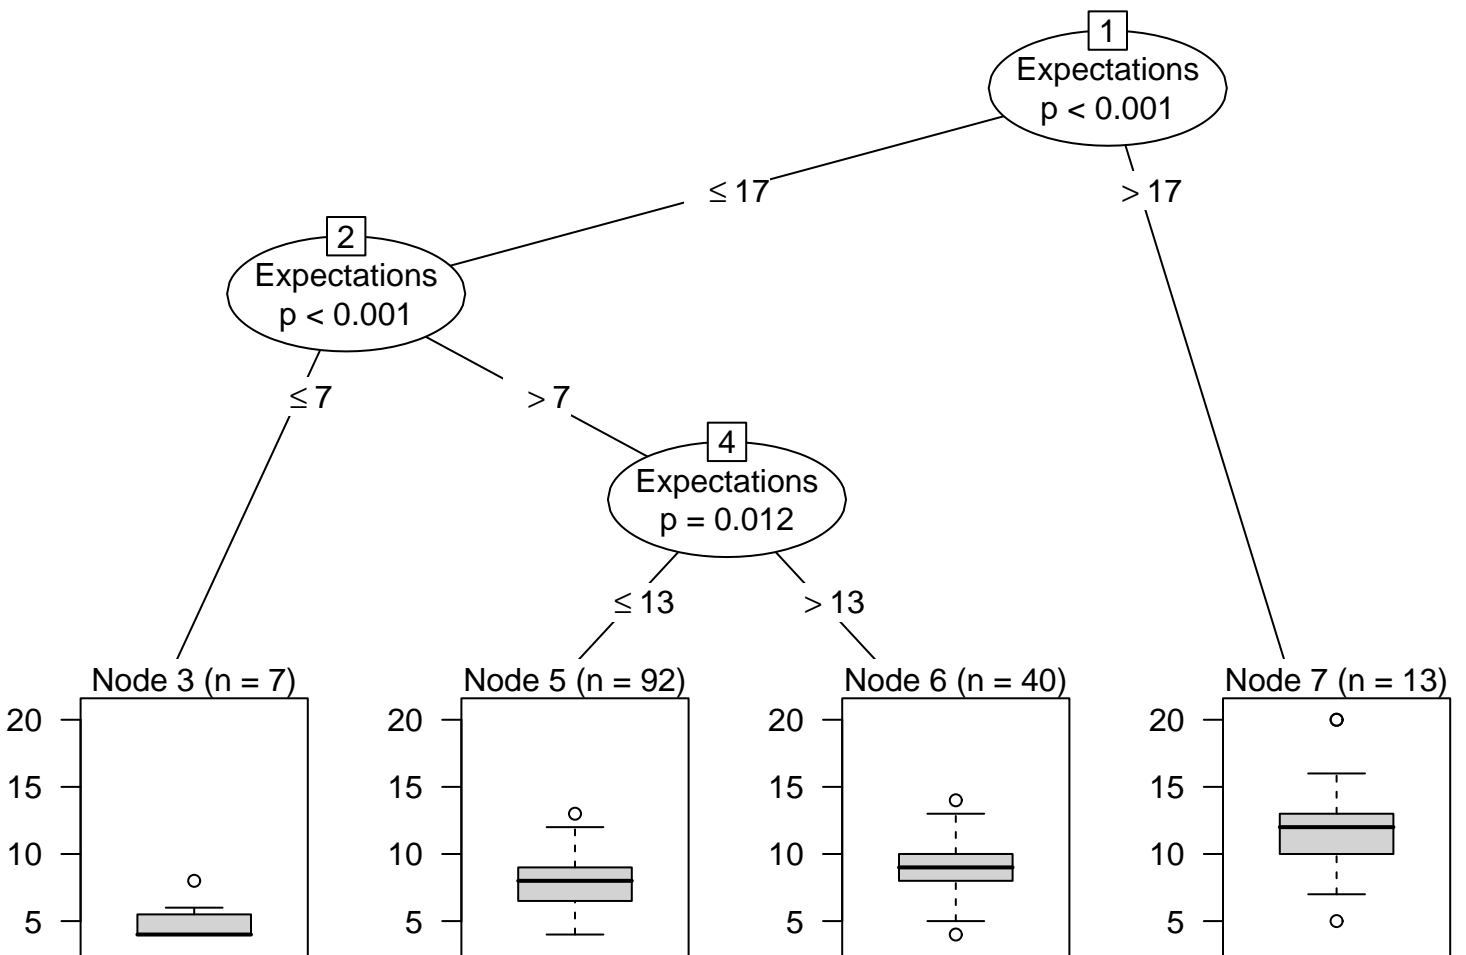 1
Expectations
p < 0.001
≤ 17
> 17
2
Expectations
p < 0.001
≤ 7
> 7
4
Expectations
p = 0.012
≤ 13
> 13
Node 3 (n = 7)
20
15
10
5
Node 5 (n = 92)
20
15
10
5
Node 6 (n = 40)
20
15
10
5
Node 7 (n = 13)
20
15
10
5